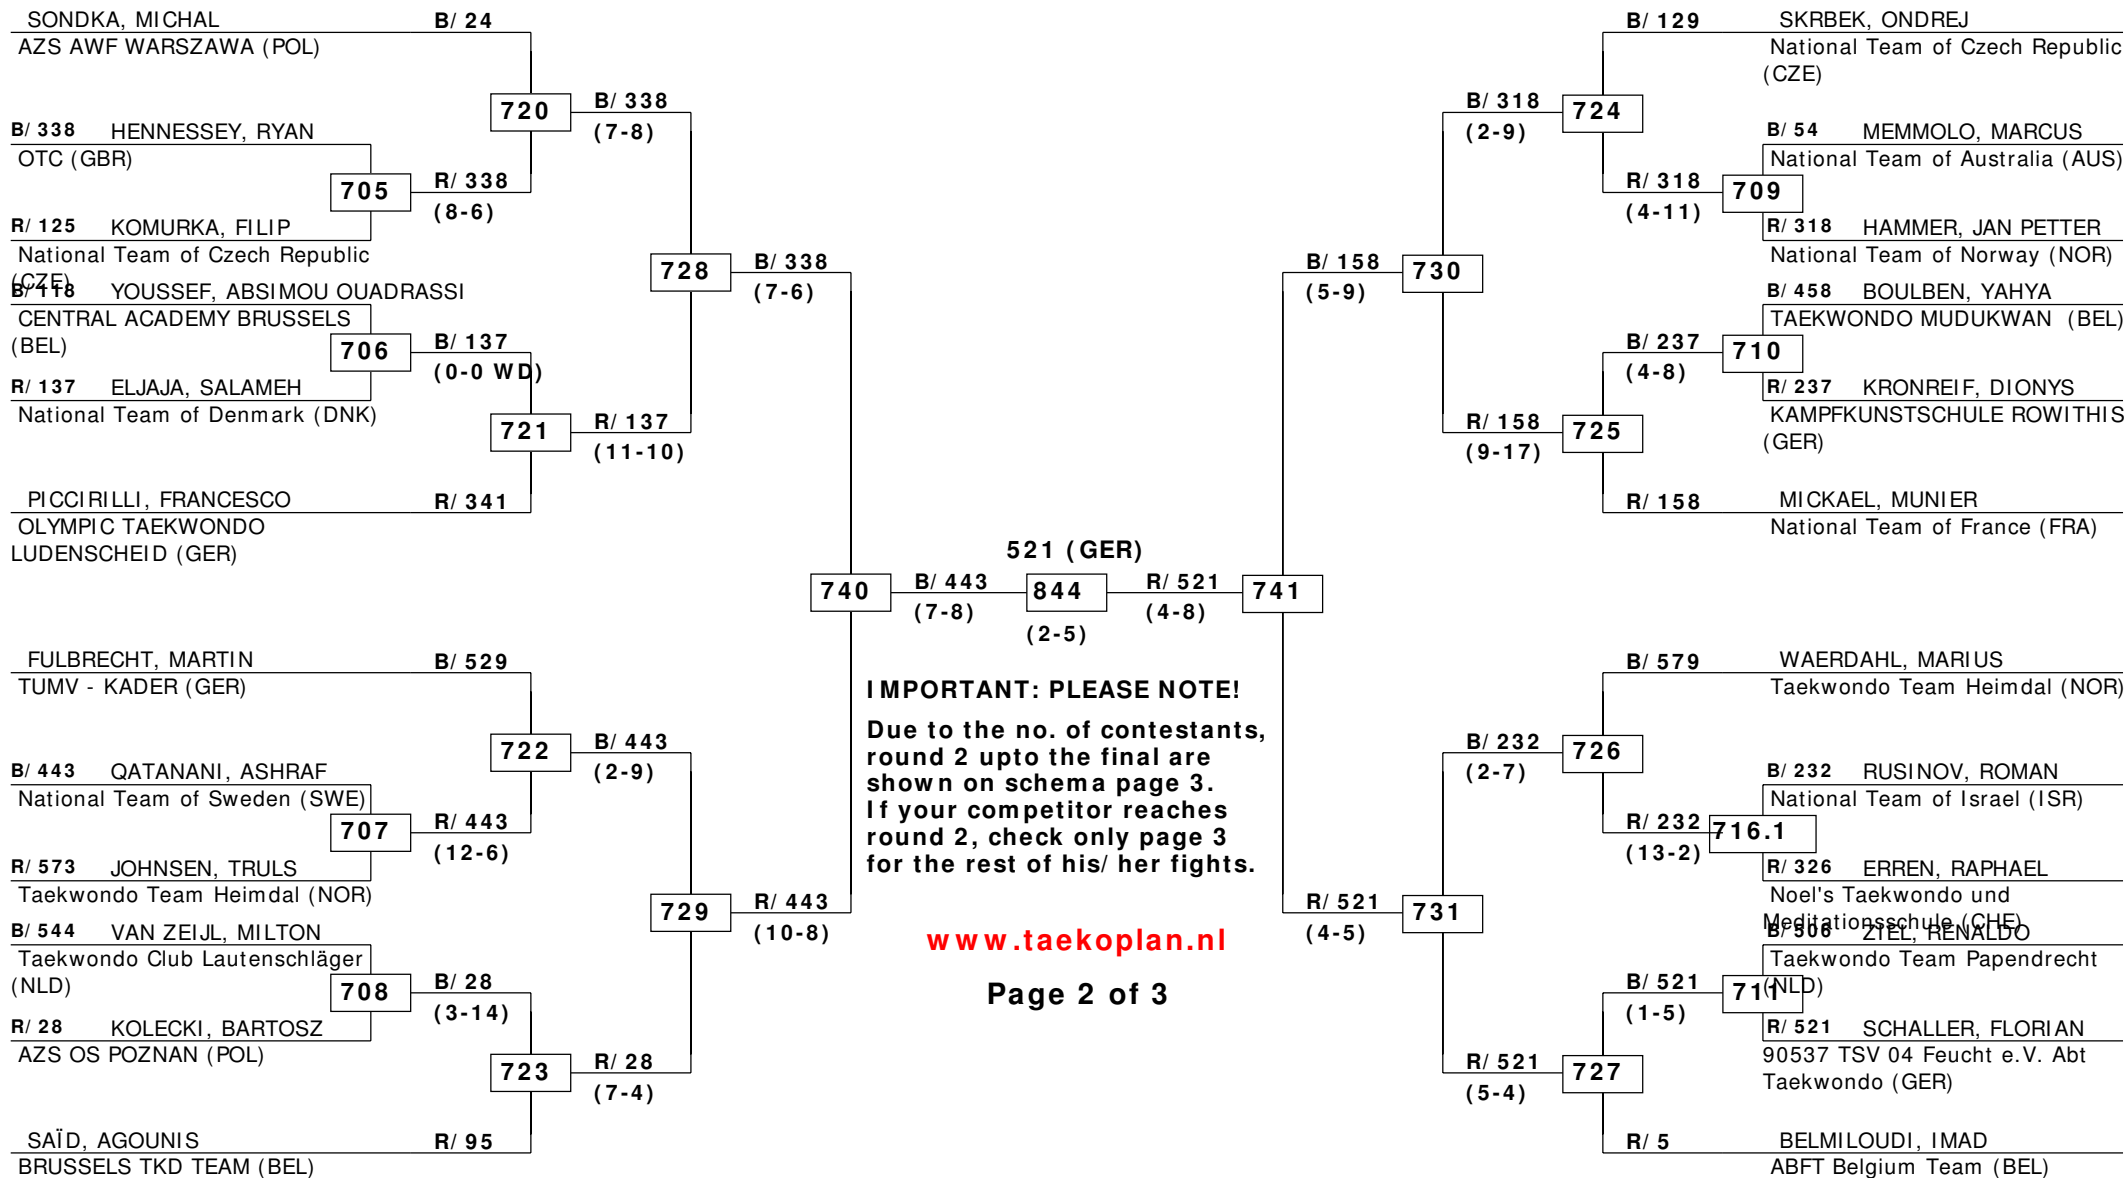 SONDKA, MICHAL B/ 24
AZS AWF WARSZAWA (POL)
720
B/ 338
(7-8)
B/ 338 HENNESSEY, RYAN
OTC (GBR)
705
R/ 338
(8-6)
R/ 125 KOMURKA, FILIP
National Team of Czech Republic
(CZE)
728
B/ 338
(7-6)
B/ 118 YOUSSEF, ABSIMOU OUADRASSI
CENTRAL ACADEMY BRUSSELS
(BEL)
706
B/ 137
(0-0 WD)
R/ 137 ELJAJA, SALAMEH
National Team of Denmark (DNK)
721
R/ 137
(11-10)
PICCIRILLI, FRANCESCO R/ 341
OLYMPIC TAEKWONDO
LUDENSCHEID (GER)
740
B/ 443
(7-8)
521 (GER)
844
(2-5)
R/ 521
(4-8)
741
FULBRECHT, MARTIN B/ 529
TUMV - KADER (GER)
722
B/ 443
(2-9)
B/ 443 QATANANI, ASHRAF
National Team of Sweden (SWE)
707
R/ 443
(12-6)
R/ 573 JOHNSEN, TRULS
Taekwondo Team Heimdal (NOR)
729
R/ 443
(10-8)
B/ 544 VAN ZEIJL, MILTON
Taekwondo Club Lautenschläger
(NLD)
708
B/ 28
(3-14)
R/ 28 KOLECKI, BARTOSZ
AZS OS POZNAN (POL)
723
R/ 28
(7-4)
SAÏD, AGOUNIS R/ 95
BRUSSELS TKD TEAM (BEL)
IMPORTANT: PLEASE NOTE!
Due to the no. of contestants,
round 2 upto the final are
shown on schema page 3.
If your competitor reaches
round 2, check only page 3
for the rest of his/ her fights.
www.taekoplan.nl
Page 2 of 3
B/ 129 SKRBEK, ONDREJ
National Team of Czech Republic
(CZE)
B/ 318
(2-9)
724
B/ 54 MEMMOLO, MARCUS
National Team of Australia (AUS)
R/ 318
(4-11)
709
R/ 318 HAMMER, JAN PETTER
National Team of Norway (NOR)
B/ 158
(5-9)
730
B/ 458 BOULBEN, YAHYA
TAEKWONDO MUDUKWAN (BEL)
B/ 237
(4-8)
710
R/ 237 KRONREIF, DIONYS
KAMPFKUNSTSCHULE ROWITHIS
(GER)
R/ 158
(9-17)
725
R/ 158 MICKAEL, MUNIER
National Team of France (FRA)
B/ 579 WAERDAHL, MARIUS
Taekwondo Team Heimdal (NOR)
B/ 232
(2-7)
726
B/ 232 RUSINOV, ROMAN
National Team of Israel (ISR)
R/ 232
(13-2)
716.1
R/ 326 ERREN, RAPHAEL
Noel's Taekwondo und
Meditationsschule (CHE)
R/ 521
(4-5)
731
B/ 506 ZIEL, RENALDO
Taekwondo Team Papendrecht
(NLD)
B/ 521
(1-5)
711
R/ 521 SCHALLER, FLORIAN
90537 TSV 04 Feucht e.V. Abt
Taekwondo (GER)
R/ 521
(5-4)
727
R/ 5 BELMILOUDI, IMAD
ABFT Belgium Team (BEL)